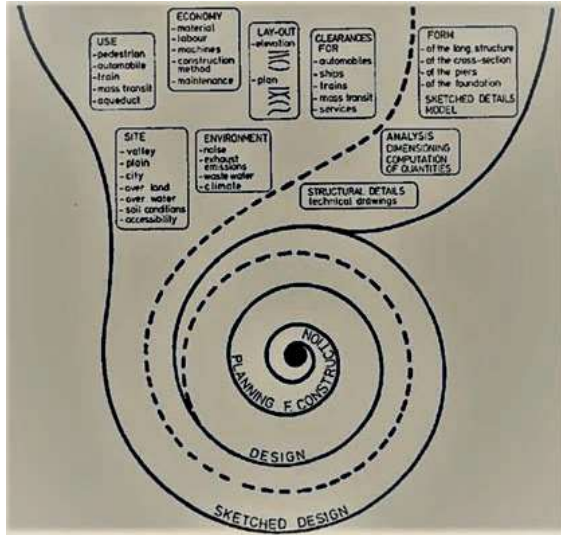 USE
-pedestrian
-automobile
-train
-mass transit
-aqueduct
ECONOMY
-material
-labour
-machines
-construction
method
-maintenance
LAY-OUT
-elevation
-plan
CLEARANCES
FOR
-automobiles
-ships
-trains
-mass transit
-services
FORM
-of the long. structure
-of the cross-section
-of the piers
-of the foundation
SKETCHED DETAILS
MODEL
SITE
-valley
-plain
-city
-over land
-over water
-soil conditions
-accessibility
ENVIRONMENT
-noise
-exhaust
emissions
-waste water
-climate
ANALYSIS
DIMENSIONING
COMPUTATION
OF QUANTITIES
STRUCTURAL DETAILS
technical drawings
PLANNING F. CONSTRUCTION
DESIGN
SKETCHED DESIGN